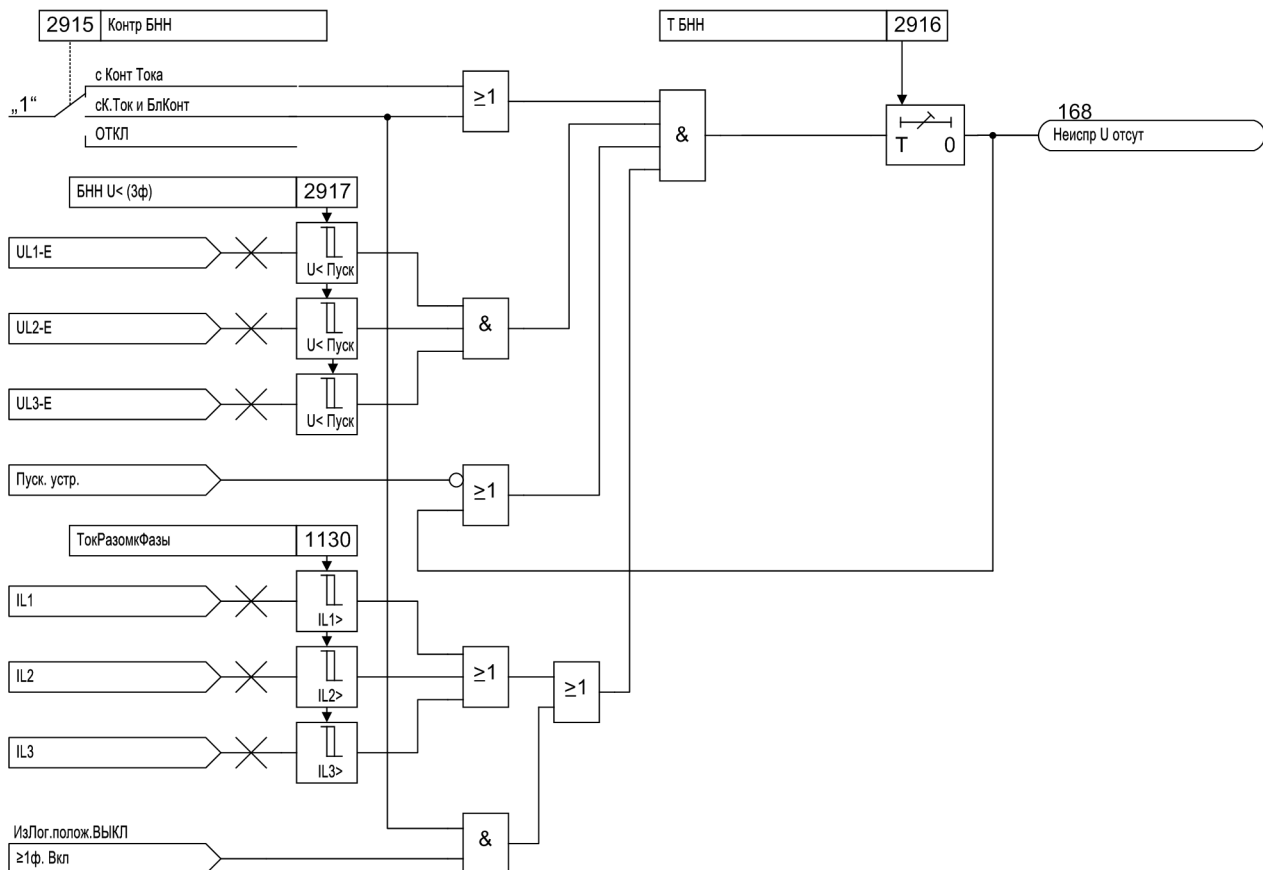 2915 Контр БНН
Т БНН 2916
„1“
с Конт Тока
сК.Ток и БлКонт
ОТКЛ
≥1
&
T 0
168
Неиспр U отсут
БНН U< (3ф) 2917
UL1-E
U< Пуск
UL2-E
U< Пуск
&
UL3-E
U< Пуск
Пуск. устр.
≥1
ТокРазомкФазы 1130
IL1
IL1>
IL2
IL2>
≥1
≥1
IL3
IL3>
ИзЛог.полож.ВЫКЛ
≥1ф. Вкл
&